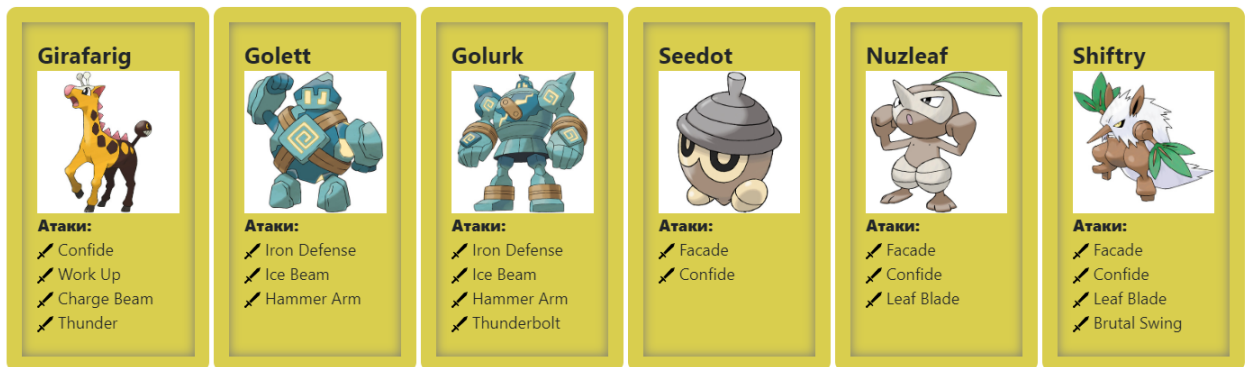 Girafarig
Атаки:
Confide
Work Up
Charge Beam
Thunder
Golett
Атаки:
Iron Defense
Ice Beam
Hammer Arm
Golurk
Атаки:
Iron Defense
Ice Beam
Hammer Arm
Thunderbolt
Seedot
Атаки:
Facade
Confide
Nuzleaf
Атаки:
Facade
Confide
Leaf Blade
Shiftry
Атаки:
Facade
Confide
Leaf Blade
Brutal Swing